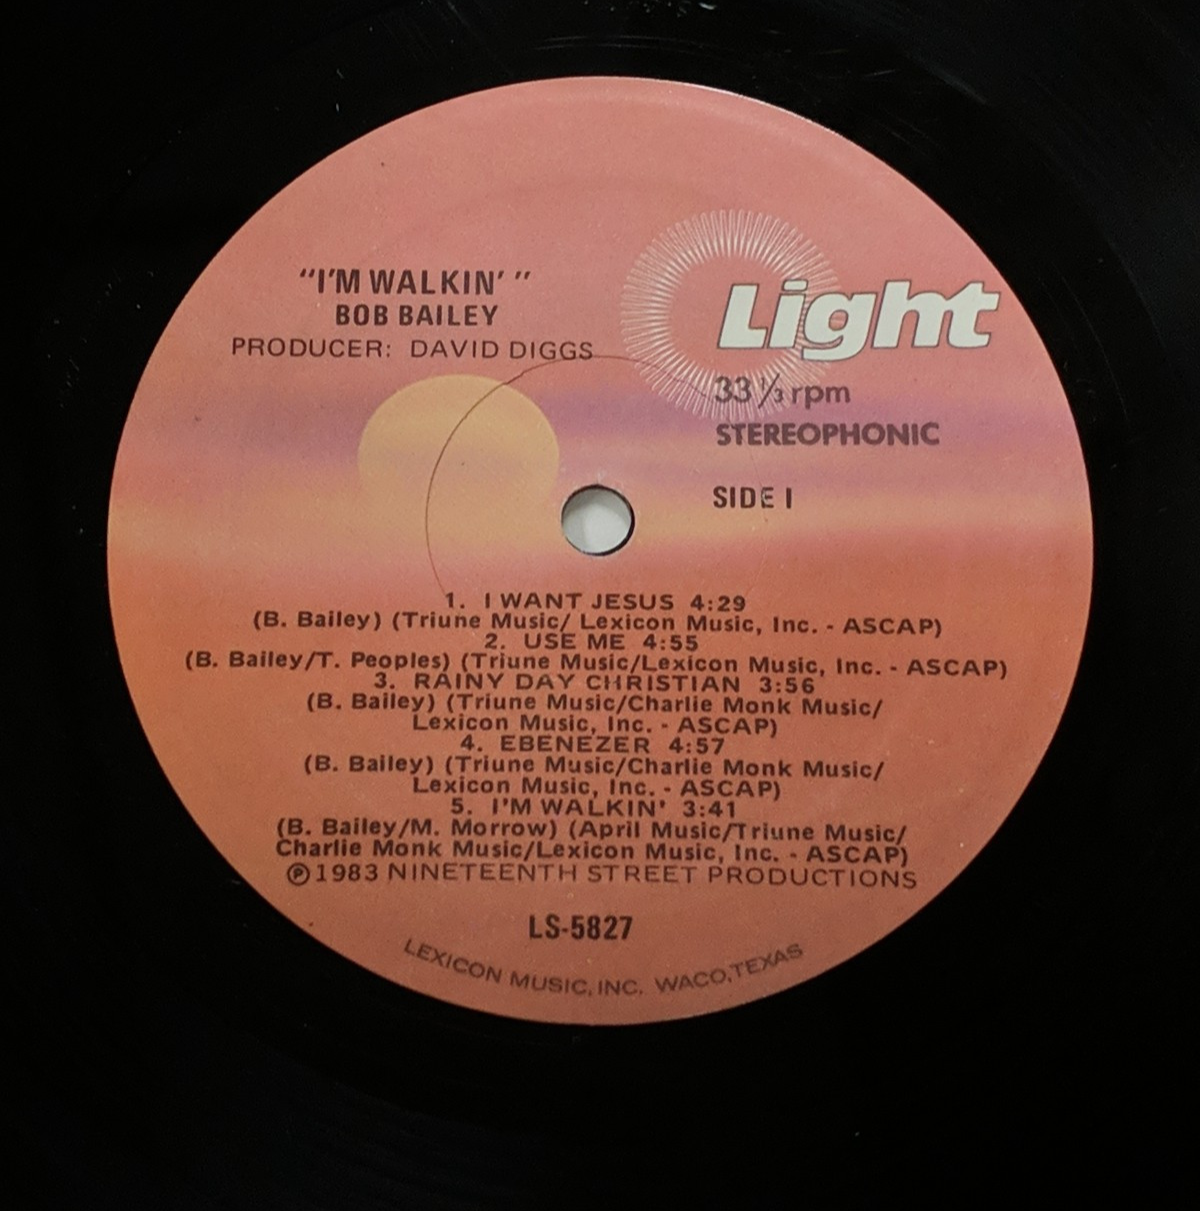 "I'M WALKIN' "
BOB BAILEY
PRODUCER: DAVID DIGGS
Light
33 1/3 rpm
STEREOPHONIC
SIDE I
1. I WANT JESUS 4:29
(B. Bailey) (Triune Music/ Lexicon Music, Inc. - ASCAP)
2. USE ME 4:55
(B. Bailey/T. Peoples) (Triune Music/Lexicon Music, Inc. - ASCAP)
3. RAINY DAY CHRISTIAN 3:56
(B. Bailey) (Triune Music/Charlie Monk Music/
Lexicon Music, Inc. - ASCAP)
4. EBENEZER 4:57
(B. Bailey) (Triune Music/Charlie Monk Music/
Lexicon Music, Inc. - ASCAP)
5. I'M WALKIN' 3:41
(B. Bailey/M. Morrow) (April Music/Triune Music/
Charlie Monk Music/Lexicon Music, Inc. - ASCAP)
℗1983 NINETEENTH STREET PRODUCTIONS
LS-5827
LEXICON MUSIC, INC. WACO, TEXAS